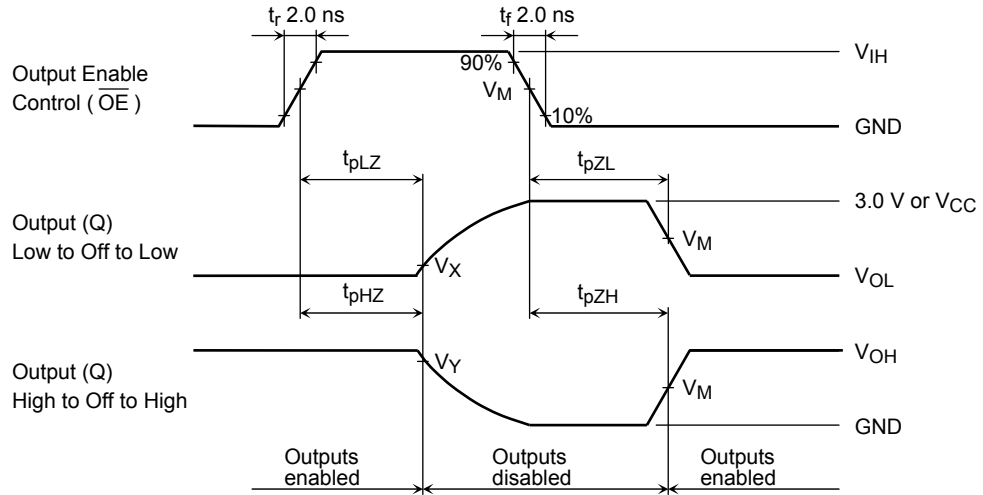 tr 2.0 ns
tf 2.0 ns
Output Enable
Control ( OE )
90%
VM
10%
VIH
GND
tpLZ
tpZL
Output (Q)
Low to Off to Low
VX
VM
3.0 V or VCC
VOL
tpHZ
tpZH
Output (Q)
High to Off to High
VY
VM
VOH
GND
Outputs
enabled
Outputs
disabled
Outputs
enabled